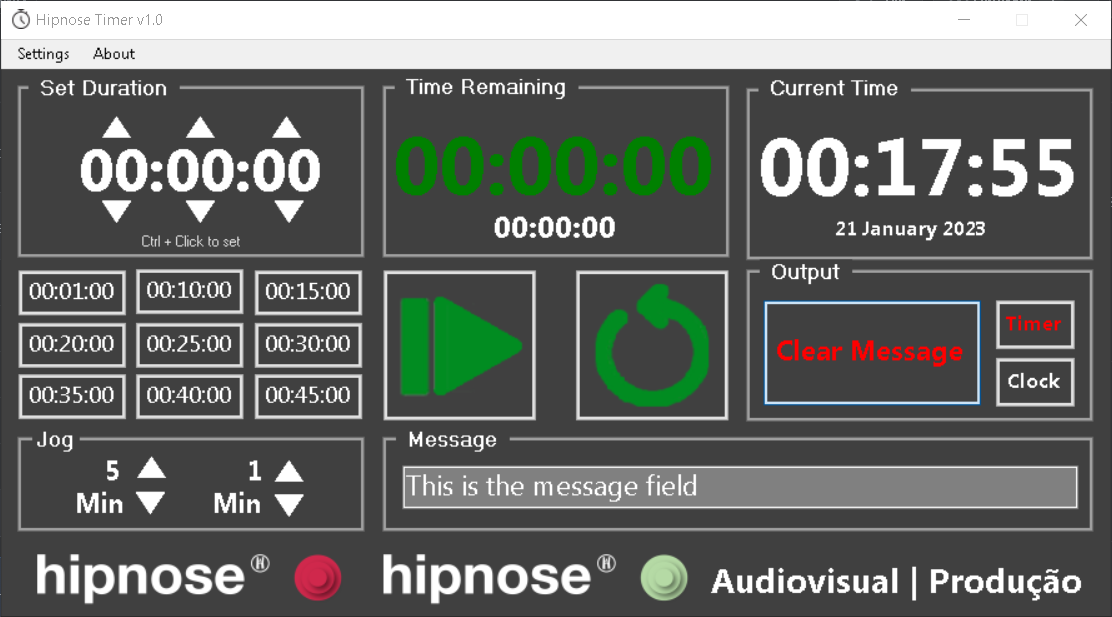 Hipnose Timer v1.0
Settings About
Set Duration
00:00:00
Ctrl + Click to set
Time Remaining
00:00:00
00:00:00
Current Time
00:17:55
21 January 2023
00:01:00 00:10:00 00:15:00
00:20:00 00:25:00 00:30:00
00:35:00 00:40:00 00:45:00
Output
Clear Message
Timer
Clock
Jog
5 1
Min Min
Message
This is the message field
hipnose® hipnose® Audiovisual | Produção